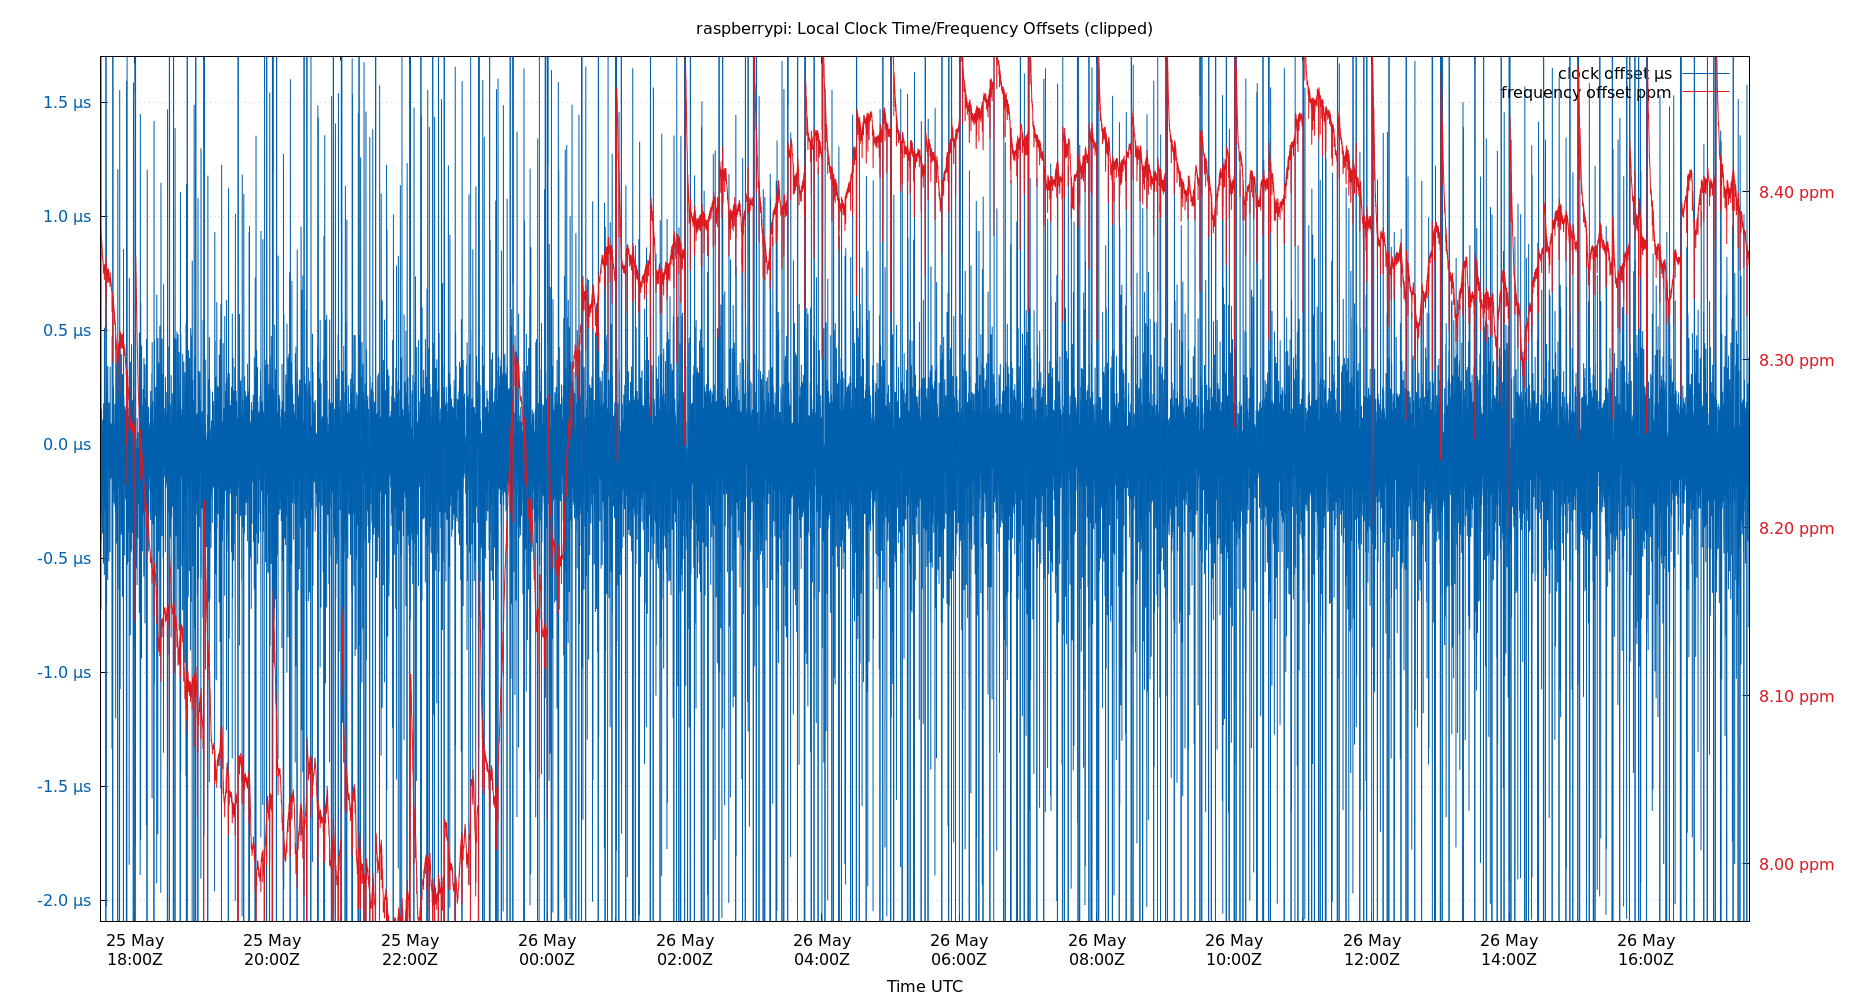 raspberrypi: Local Clock Time/Frequency Offsets (clipped)
clock offset µs
frequency offset ppm
1.5 µs
1.0 µs
0.5 µs
0.0 µs
-0.5 µs
-1.0 µs
-1.5 µs
-2.0 µs
8.40 ppm
8.30 ppm
8.20 ppm
8.10 ppm
8.00 ppm
25 May 25 May 25 May 26 May 26 May 26 May 26 May 26 May 26 May 26 May 26 May 26 May
18:00Z 20:00Z 22:00Z 00:00Z 02:00Z 04:00Z 06:00Z 08:00Z 10:00Z 12:00Z 14:00Z 16:00Z
Time UTC